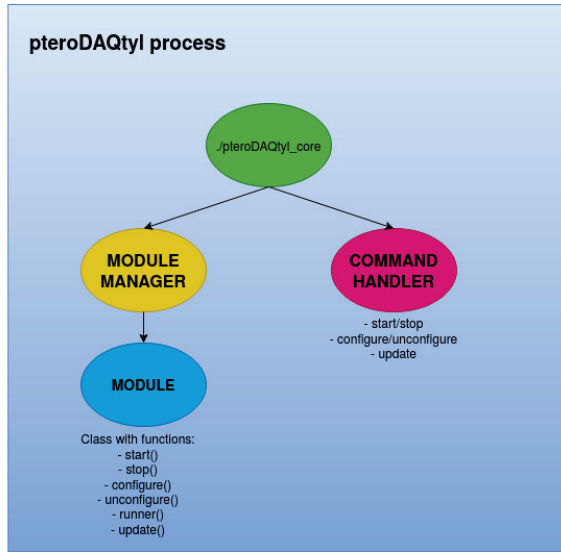 pteroDAQtyl process
./pteroDAQtyl_core
MODULE
MANAGER
COMMAND
HANDLER
- start/stop
- configure/unconfigure
- update
MODULE
Class with functions:
- start()
- stop()
- configure()
- unconfigure()
- runner()
- update()